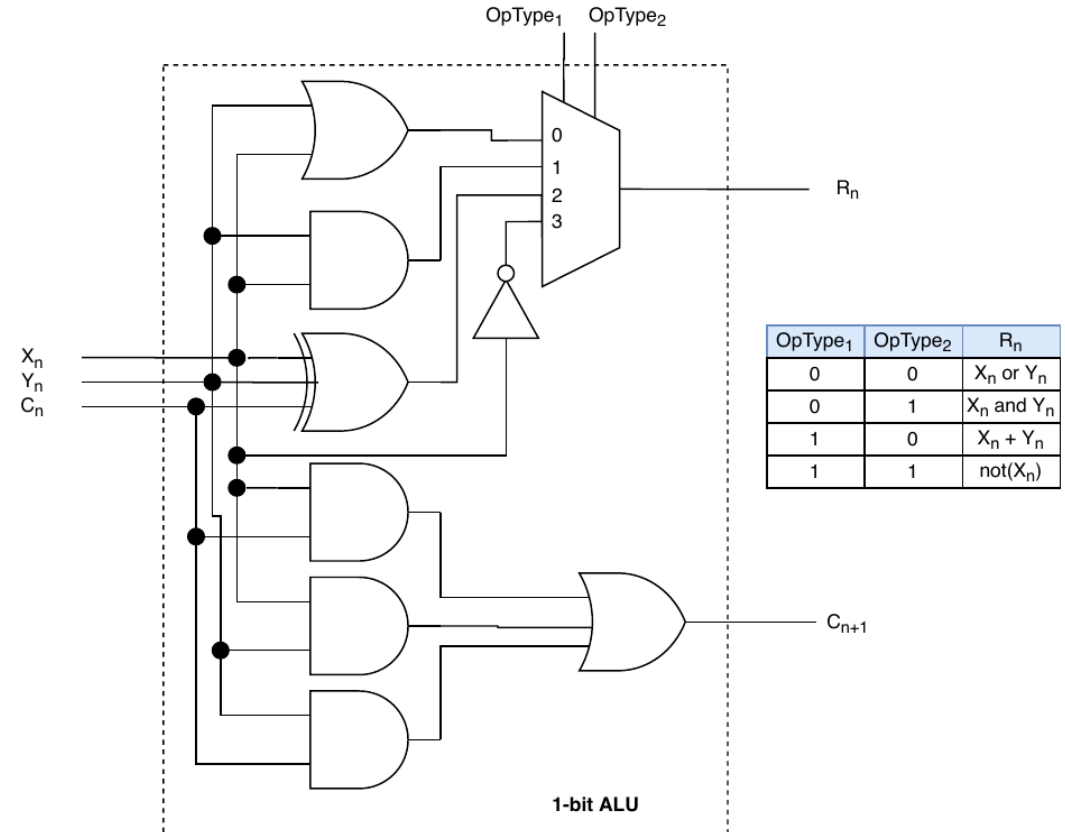 OpType₁ OpType₂
0
1
2
3
Rₙ
Xₙ
Yₙ
Cₙ
OpType₁ OpType₂ Rₙ
0 0 Xₙ or Yₙ
0 1 Xₙ and Yₙ
1 0 Xₙ + Yₙ
1 1 not(Xₙ)
Cₙ₊₁
1-bit ALU